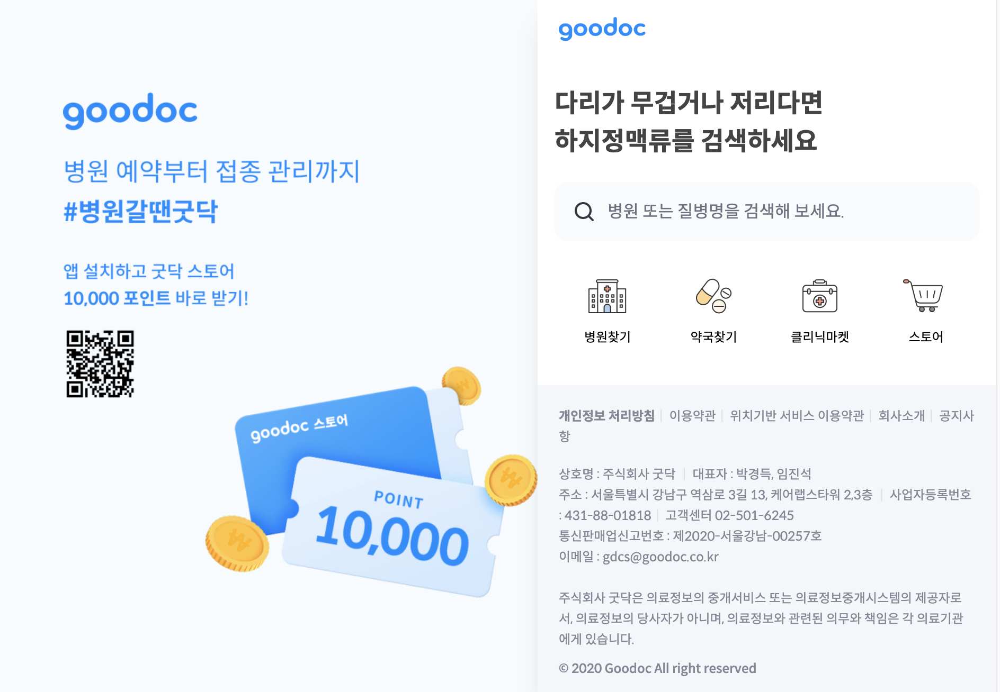 goodoc
병원 예약부터 접종 관리까지
#병원갈땐굿닥
앱 설치하고 굿닥 스토어
10,000 포인트 바로 받기!
goodoc 스토어
POINT
10,000
goodoc
다리가 무겁거나 저리다면
하지정맥류를 검색하세요
병원 또는 질병명을 검색해 보세요.
병원찾기 약국찾기 클리닉마켓 스토어
개인정보 처리방침 | 이용약관 | 위치기반 서비스 이용약관 | 회사소개 | 공지사
항
상호명 : 주식회사 굿닥 | 대표자 : 박경득, 임진석
주소 : 서울특별시 강남구 역삼로 3길 13, 케어랩스타워 2,3층 | 사업자등록번호
: 431-88-01818 | 고객센터 02-501-6245
통신판매업신고번호 : 제2020-서울강남-00257호
이메일 : gdcs@goodoc.co.kr
주식회사 굿닥은 의료정보의 중개서비스 또는 의료정보중개시스템의 제공자로
서, 의료정보의 당사자가 아니며, 의료정보와 관련된 의무와 책임은 각 의료기관
에게 있습니다.
© 2020 Goodoc All right reserved